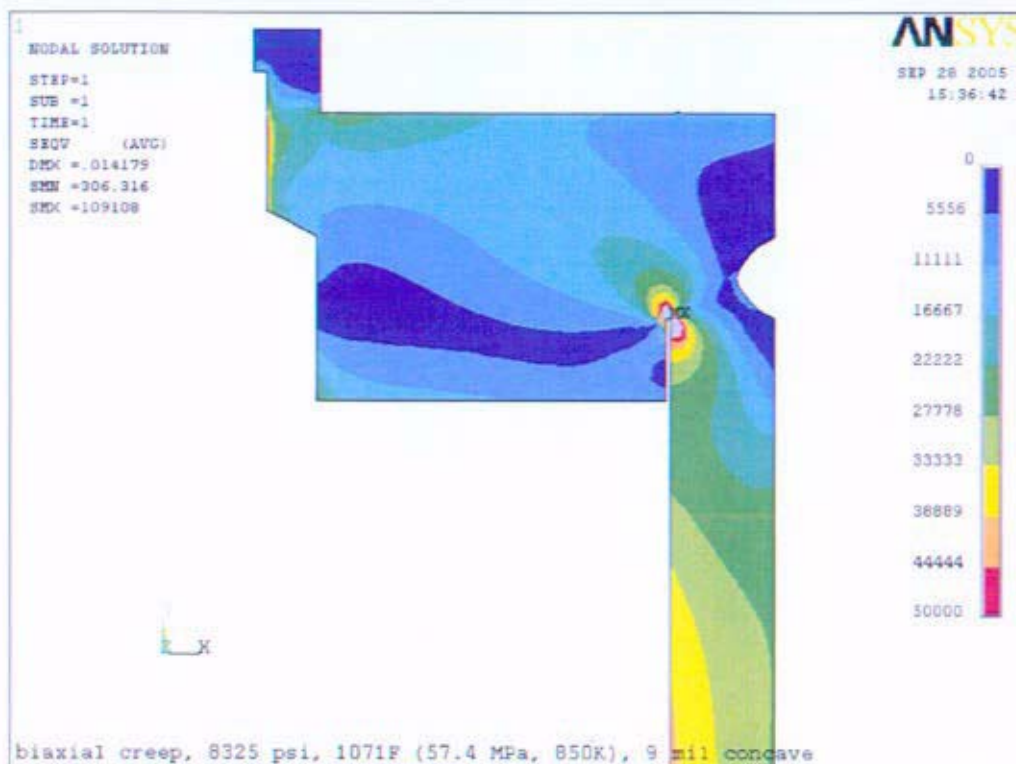 1
NODAL SOLUTION
STEP=1
SUB =1
TIME=1
SEQV (AVG)
DMX =.014179
SMN =306.316
SMX =109108
ANSYS
SEP 28 2005
15:36:42
0
5556
11111
16667
22222
27778
33333
38889
44444
50000
MX
Z X
biaxial creep, 8325 psi, 1071F (57.4 MPa, 850K), 9 mil concave